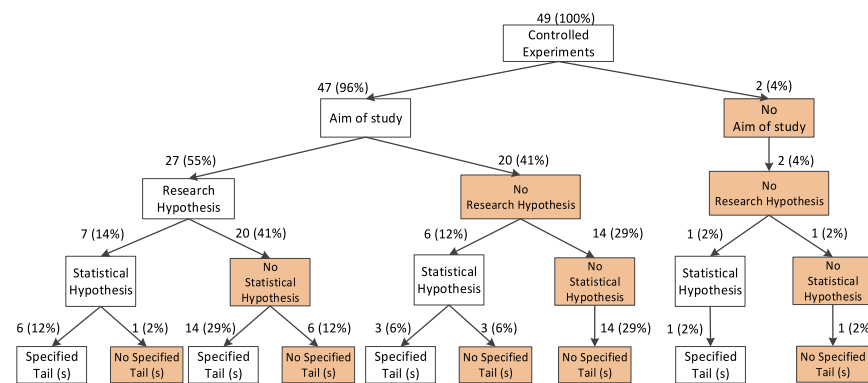 49 (100%)
Controlled
Experiments
47 (96%)
2 (4%)
Aim of study
No
Aim of study
27 (55%)
20 (41%)
2 (4%)
Research
Hypothesis
No
Research Hypothesis
No
Research Hypothesis
7 (14%)
20 (41%)
6 (12%)
14 (29%)
1 (2%)
1 (2%)
Statistical
Hypothesis
No
Statistical
Hypothesis
Statistical
Hypothesis
No
Statistical
Hypothesis
Statistical
Hypothesis
No
Statistical
Hypothesis
6 (12%)
1 (2%)
14 (29%)
6 (12%)
3 (6%)
3 (6%)
14 (29%)
1 (2%)
1 (2%
Specified
Tail (s)
No Specified
Tail (s)
Specified
Tail (s)
No Specified
Tail (s)
Specified
Tail (s)
No Specified
Tail (s)
No Specified
Tail (s)
Specified
Tail (s)
No Specified
Tail (s)